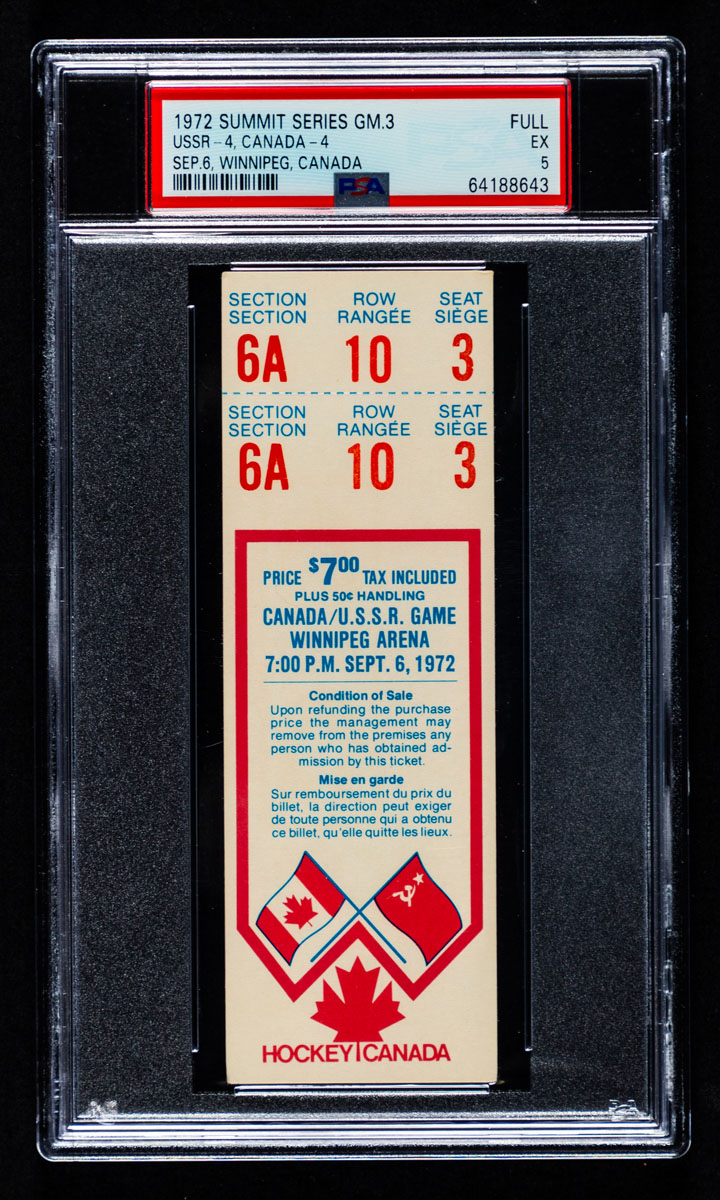 1972 SUMMIT SERIES GM.3 FULL
USSR-4, CANADA-4 EX
SEP.6, WINNIPEG, CANADA 5
PSA 64188643
SECTION ROW SEAT
SECTION RANGÉE SIÈGE
6A 10 3
SECTION ROW SEAT
SECTION RANGÉE SIÈGE
6A 10 3
PRICE $7.00 TAX INCLUDED
PLUS 50¢ HANDLING
CANADA/U.S.S.R. GAME
WINNIPEG ARENA
7:00 P.M. SEPT. 6, 1972
Condition of Sale
Upon refunding the purchase
price the management may
remove from the premises any
person who has obtained ad-
mission by this ticket.
Mise en garde
Sur remboursement du prix du
billet, la direction peut exiger
de toute personne qui a obtenu
ce billet, qu'elle quitte les lieux.
HOCKEY CANADA